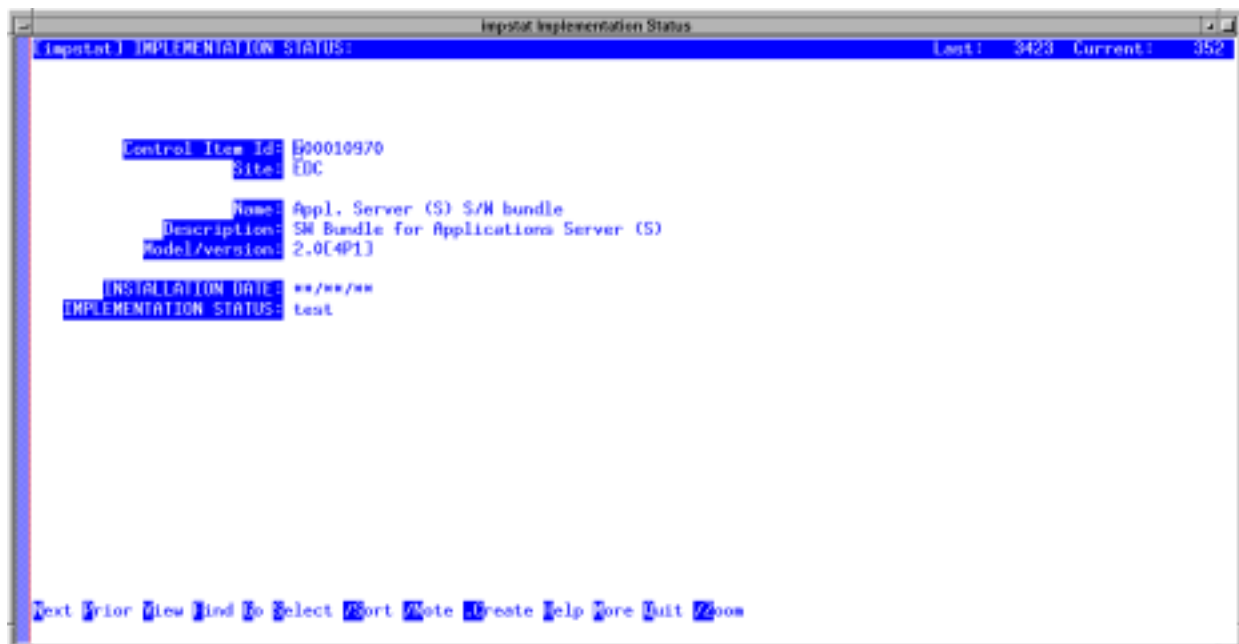 impstat Implementation Status
[impstat] IMPLEMENTATION STATUS: Last: 3423 Current: 352
Control Item Id: b00010970
Site: EDC
Name: Appl. Server (S) S/W bundle
Description: SW Bundle for Applications Server (S)
Model/version: 2.0[4P1]
INSTALLATION DATE: **/**/**
IMPLEMENTATION STATUS: test
Next Prior View Find Go Select /Sort /Note .Create Help More Quit /Zoom